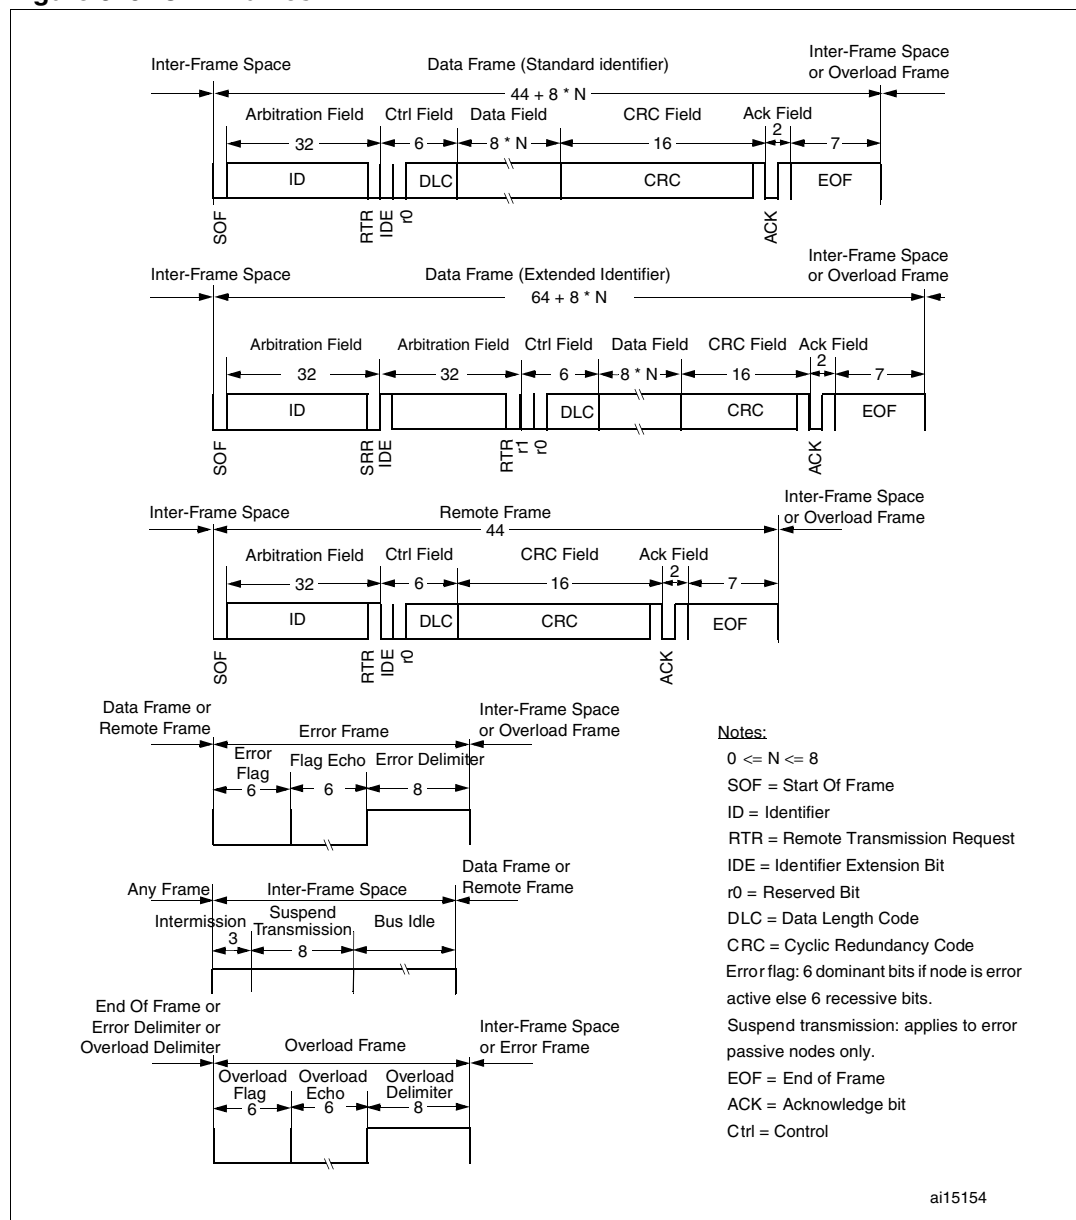 Inter-Frame Space
Data Frame (Standard identifier)
Inter-Frame Space
or Overload Frame
44 + 8 * N
Arbitration Field
Ctrl Field
Data Field
CRC Field
Ack Field
32
6
8 * N
16
2
7
ID
DLC
CRC
EOF
SOF
RTR
IDE
r0
ACK
Inter-Frame Space
Data Frame (Extended Identifier)
Inter-Frame Space
or Overload Frame
64 + 8 * N
Arbitration Field
Arbitration Field
Ctrl Field
Data Field
CRC Field
Ack Field
32
32
6
8 * N
16
2
7
ID
DLC
CRC
EOF
SOF
SRR
IDE
RTR
r1
r0
ACK
Inter-Frame Space
Remote Frame
Inter-Frame Space
or Overload Frame
44
Arbitration Field
Ctrl Field
CRC Field
Ack Field
32
6
16
2
7
ID
DLC
CRC
EOF
SOF
RTR
IDE
r0
ACK
Data Frame or
Remote Frame
Error Frame
Inter-Frame Space
or Overload Frame
Error
Flag
Flag Echo
Error Delimiter
6
6
8
Any Frame
Inter-Frame Space
Data Frame or
Remote Frame
Intermission
3
Suspend
Transmission
8
Bus Idle
End Of Frame or
Error Delimiter or
Overload Delimiter
Overload Frame
Inter-Frame Space
or Error Frame
Overload
Flag
6
Overload
Echo
6
Overload
Delimiter
8
Notes:
0 <= N <= 8
SOF = Start Of Frame
ID = Identifier
RTR = Remote Transmission Request
IDE = Identifier Extension Bit
r0 = Reserved Bit
DLC = Data Length Code
CRC = Cyclic Redundancy Code
Error flag: 6 dominant bits if node is error
active else 6 recessive bits.
Suspend transmission: applies to error
passive nodes only.
EOF = End of Frame
ACK = Acknowledge bit
Ctrl = Control
ai15154